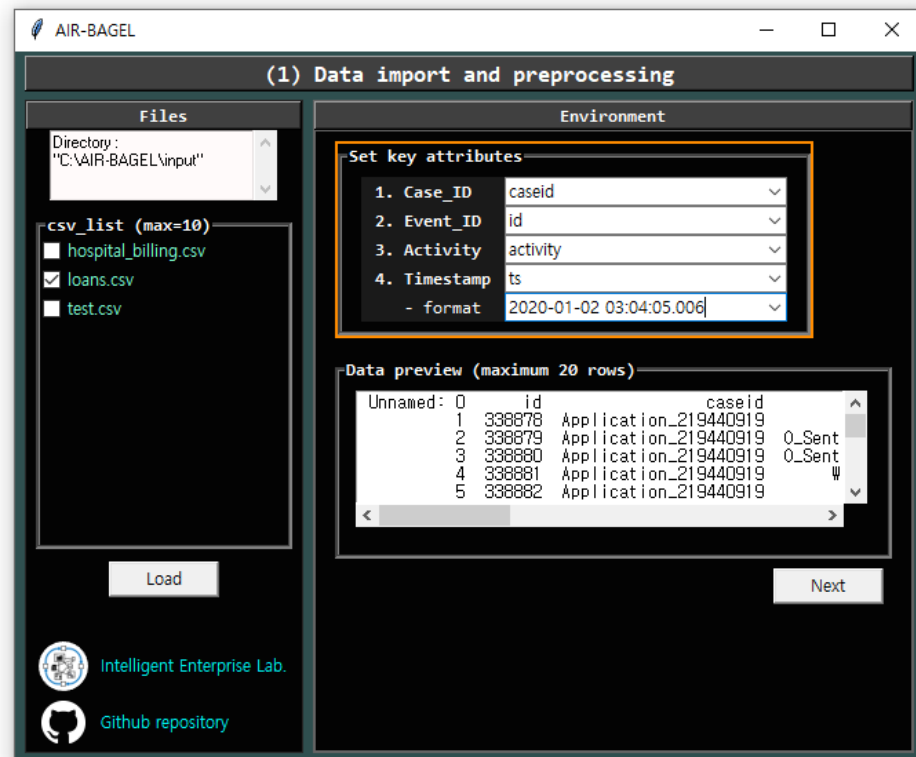 AIR-BAGEL
(1) Data import and preprocessing
Files
Directory :
"C:\AIR-BAGEL\input"
csv_list (max=10)
hospital_billing.csv
loans.csv
test.csv
Load
Intelligent Enterprise Lab.
Github repository
Environment
Set key attributes
1. Case_ID caseid
2. Event_ID id
3. Activity activity
4. Timestamp ts
- format 2020-01-02 03:04:05.006
Data preview (maximum 20 rows)
Unnamed: 0 id caseid
1 338878 Application_219440919
2 338879 Application_219440919 O_Sent
3 338880 Application_219440919 O_Sent
4 338881 Application_219440919 W
5 338882 Application_219440919
Next